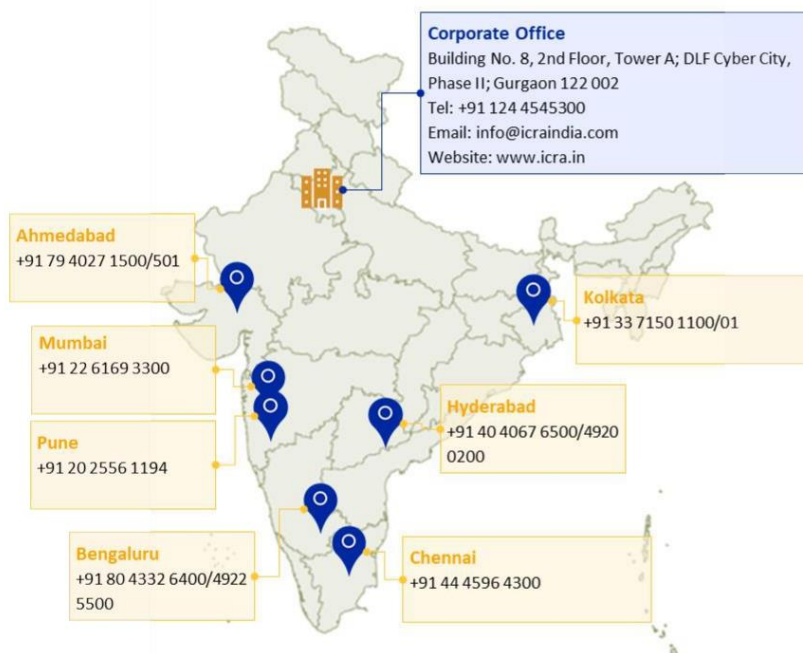 Corporate Office
Building No. 8, 2nd Floor, Tower A; DLF Cyber City,
Phase II; Gurgaon 122 002
Tel: +91 124 4545300
Email: info@icraindia.com
Website: www.icra.in
Ahmedabad
+91 79 4027 1500/501
Kolkata
+91 33 7150 1100/01
Mumbai
+91 22 6169 3300
Hyderabad
+91 40 4067 6500/4920
0200
Pune
+91 20 2556 1194
Bengaluru
+91 80 4332 6400/4922
5500
Chennai
+91 44 4596 4300